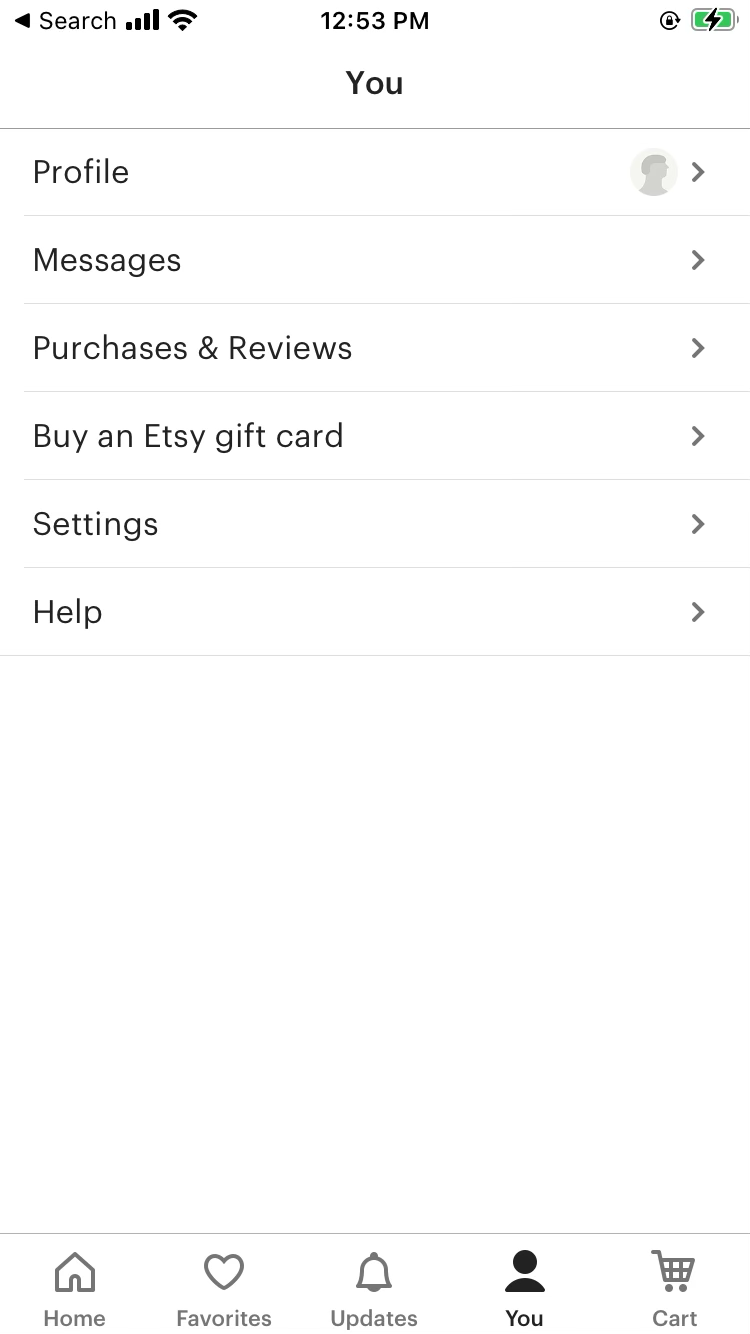 Search 12:53 PM
You
Profile
Messages
Purchases & Reviews
Buy an Etsy gift card
Settings
Help
Home Favorites Updates You Cart